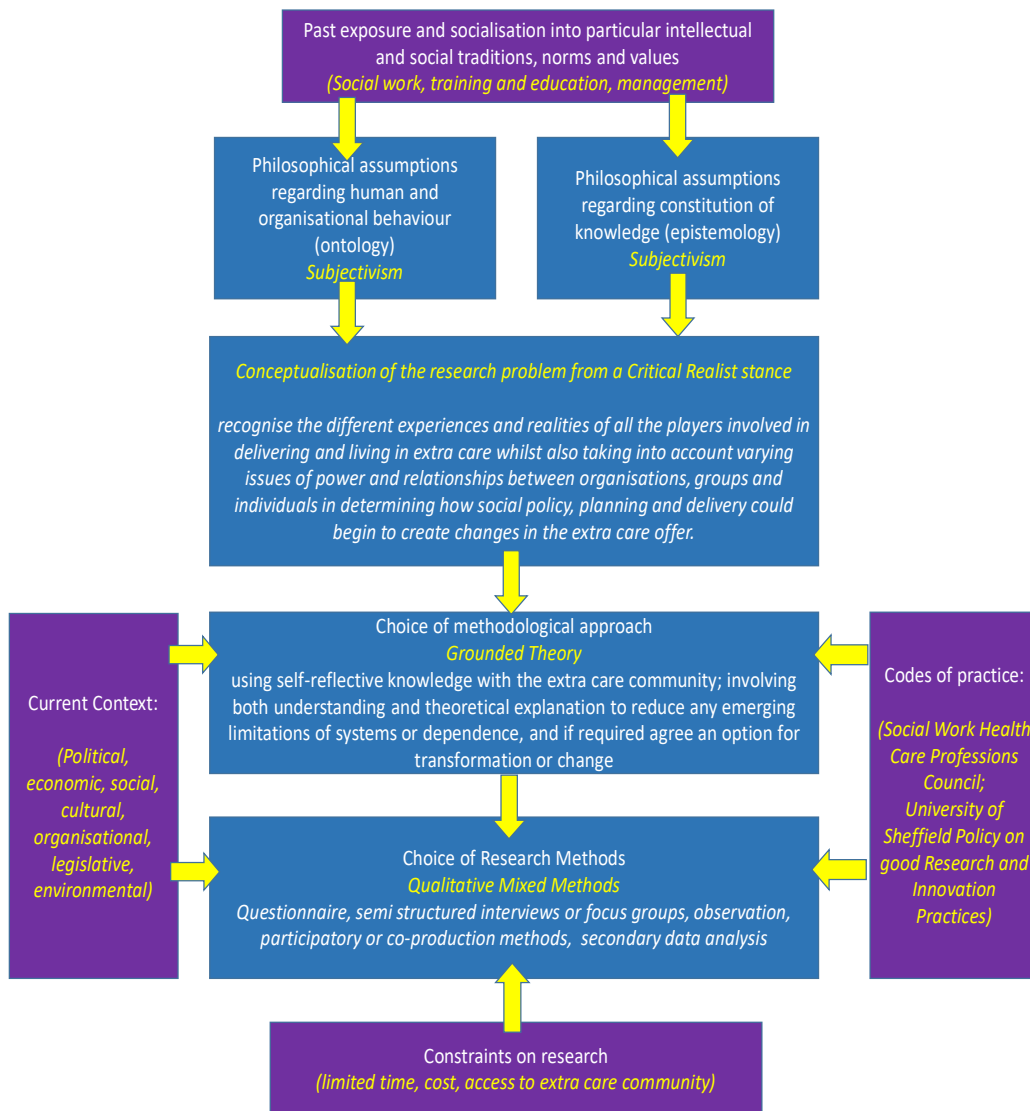 Past exposure and socialisation into particular intellectual
and social traditions, norms and values
(Social work, training and education, management)
Philosophical assumptions
regarding human and
organisational behaviour
(ontology)
Subjectivism
Philosophical assumptions
regarding constitution of
knowledge (epistemology)
Subjectivism
Conceptualisation of the research problem from a Critical Realist stance
recognise the different experiences and realities of all the players involved in
delivering and living in extra care whilst also taking into account varying
issues of power and relationships between organisations, groups and
individuals in determining how social policy, planning and delivery could
begin to create changes in the extra care offer.
Choice of methodological approach
Grounded Theory
using self-reflective knowledge with the extra care community; involving
both understanding and theoretical explanation to reduce any emerging
limitations of systems or dependence, and if required agree an option for
transformation or change
Current Context:
(Political,
economic, social,
cultural,
organisational,
legislative,
environmental)
Codes of practice:
(Social Work Health
Care Professions
Council;
University of
Sheffield Policy on
good Research and
Innovation
Practices)
Choice of Research Methods
Qualitative Mixed Methods
Questionnaire, semi structured interviews or focus groups, observation,
participatory or co-production methods, secondary data analysis
Constraints on research
(limited time, cost, access to extra care community)